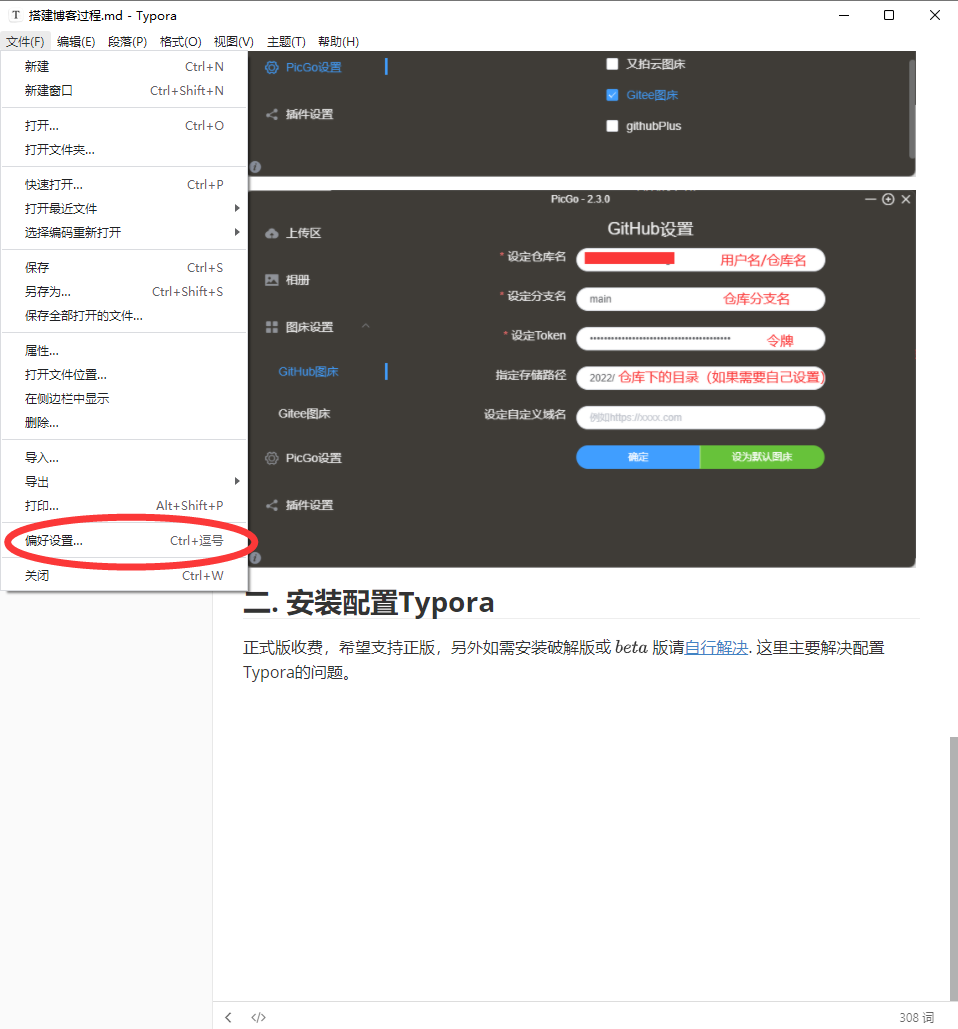 搭建博客过程.md - Typora
文件(F) 编辑(E) 段落(P) 格式(O) 视图(V) 主题(T) 帮助(H)
新建 Ctrl+N
新建窗口 Ctrl+Shift+N
打开... Ctrl+O
打开文件夹...
快速打开... Ctrl+P
打开最近文件
选择编码重新打开
保存 Ctrl+S
另存为... Ctrl+Shift+S
保存全部打开的文件...
属性...
打开文件位置...
在侧边栏中显示
删除...
导入...
导出
打印... Alt+Shift+P
偏好设置... Ctrl+逗号
关闭 Ctrl+W
PicGo设置
插件设置
又拍云图床
Gitee图床
githubPlus
PicGo - 2.3.0
上传区
相册
图床设置
GitHub图床
Gitee图床
PicGo设置
插件设置
GitHub设置
* 设定仓库名 用户名/仓库名
* 设定分支名 main 仓库分支名
* 设定Token 令牌
指定存储路径 2022/ 仓库下的目录（如果需要自己设置）
设定自定义域名 例如https://xxxx.com
确定 设为默认图床
二. 安装配置Typora
正式版收费，希望支持正版，另外如需安装破解版或 beta 版请自行解决. 这里主要解决配置
Typora的问题。
308 词